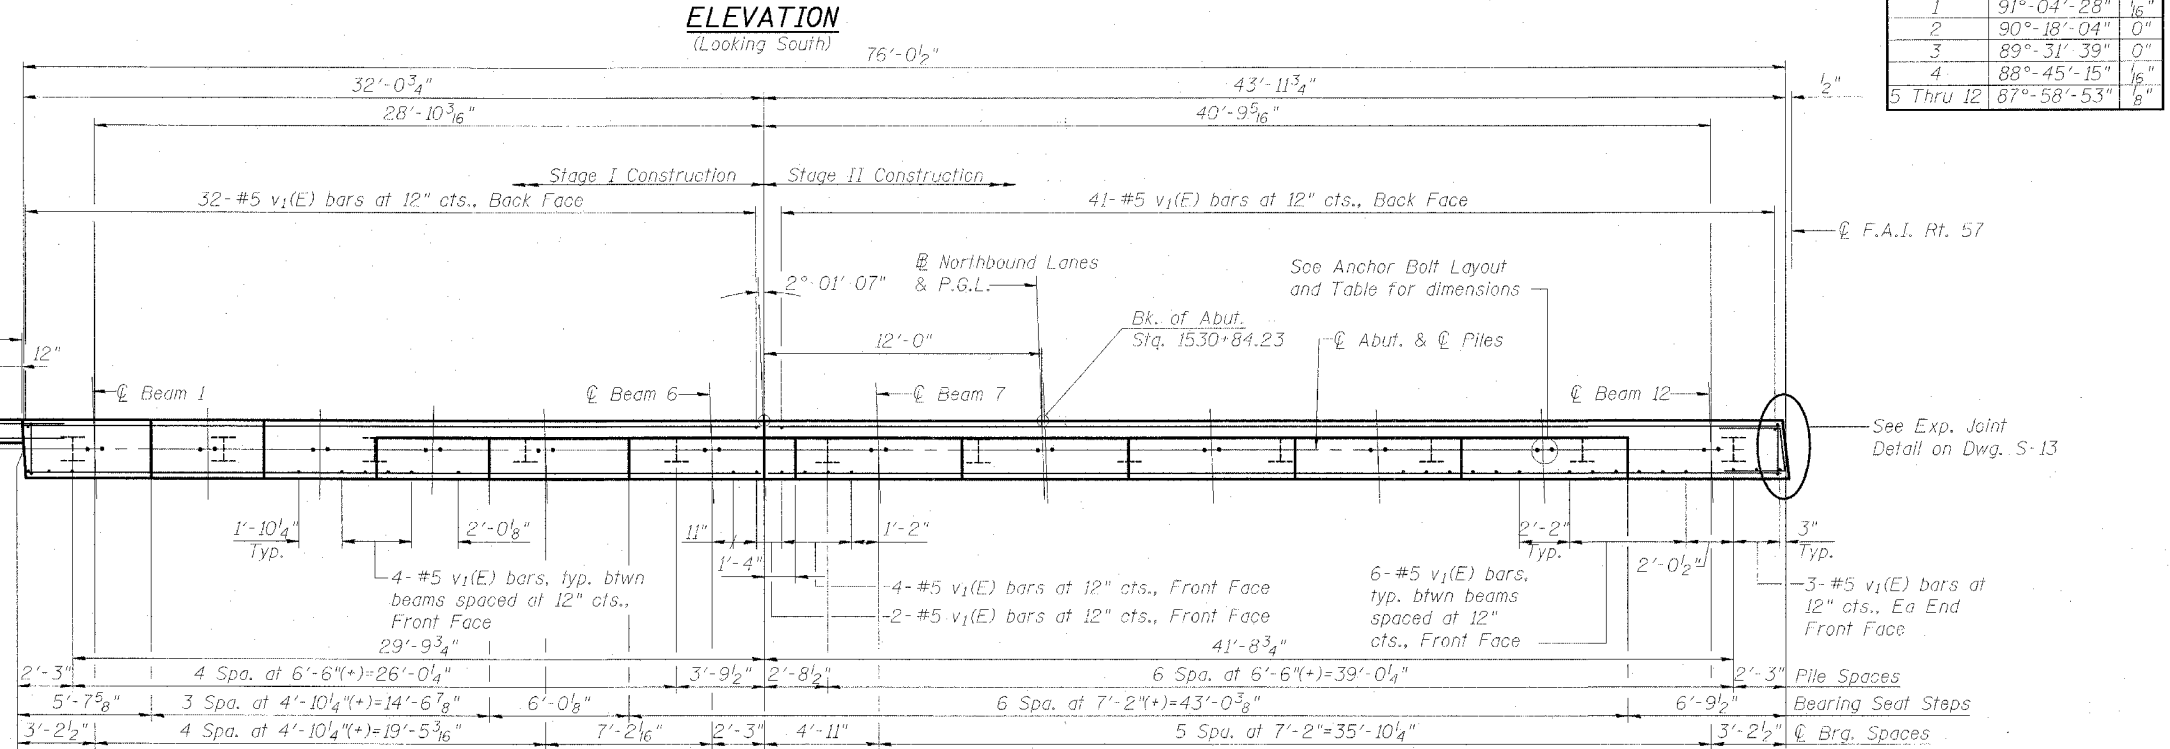 ELEVATION
(Looking South)
76'-0½"
32'-0¾"
43'-11¾"
½"
28'-10³⁄₁₆"
40'-9⁵⁄₁₆"
1 91°-04'-28" ¹⁄₁₆"
2 90°-18'-04" 0"
3 89°-31'-39" 0"
4 88°-45'-15" ¹⁄₁₆"
5 Thru 12 87°-58'-53" ⅛"
Stage I Construction
Stage II Construction
32-#5 v₁(E) bars at 12" cts., Back Face
41-#5 v₁(E) bars at 12" cts., Back Face
℄ F.A.I. Rt. 57
2°-01'-07"
℄ Northbound Lanes
& P.G.L.
See Anchor Bolt Layout
and Table for dimensions
Bk. of Abut.
Sta. 1530+84.23
12'-0"
℄ Abut. & ℄ Piles
12"
℄ Beam 1
℄ Beam 6
℄ Beam 7
℄ Beam 12
See Exp. Joint
Detail on Dwg. S-13
1'-10¼"
Typ.
2'-0⅛"
11"
1'-4"
1'-2"
2'-2"
Typ.
2'-0½"
3"
Typ.
4-#5 v₁(E) bars, typ. btwn
beams spaced at 12" cts.,
Front Face
4-#5 v₁(E) bars at 12" cts., Front Face
2-#5 v₁(E) bars at 12" cts., Front Face
6-#5 v₁(E) bars,
typ. btwn beams
spaced at 12"
cts., Front Face
3-#5 v₁(E) bars at
12" cts., Ea End
Front Face
29'-9¾"
41'-8¾"
2'-3" 4 Spa. at 6'-6"(+)=26'-0¼" 3'-9½" 2'-8½" 6 Spa. at 6'-6"(+)=39'-0¼" 2'-3" Pile Spaces
5'-7⅝" 3 Spa. at 4'-10¼"(+)=14'-6⅞" 6'-0⅛" 6 Spa. at 7'-2"(+)=43'-0⅜" 6'-9½" Bearing Seat Steps
3'-2½" 4 Spa. at 4'-10¼"(+)=19'-5³⁄₁₆" 7'-2¹⁄₁₆" 2'-3" 4'-11" 5 Spa. at 7'-2"=35'-10¼" 3'-2½" ℄ Brg. Spaces